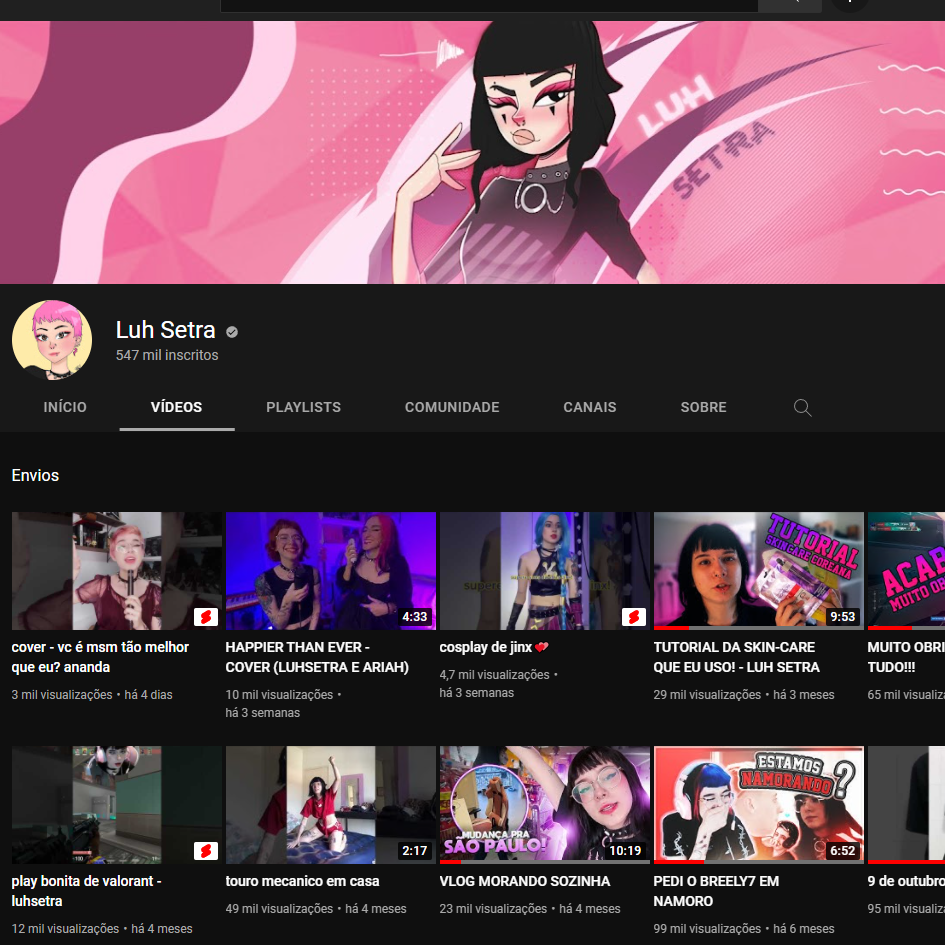 LUH
SETRA
Luh Setra
547 mil inscritos
INÍCIO
VÍDEOS
PLAYLISTS
COMUNIDADE
CANAIS
SOBRE
Envios
4:33
TUTORIAL
SKINCARE COREANA
9:53
ACAB
MUITO OB
cover - vc é msm tão melhor
que eu? ananda
3 mil visualizações • há 4 dias
HAPPIER THAN EVER -
COVER (LUHSETRA E ARIAH)
10 mil visualizações •
há 3 semanas
cosplay de jinx
4,7 mil visualizações •
há 3 semanas
TUTORIAL DA SKIN-CARE
QUE EU USO! - LUH SETRA
29 mil visualizações • há 3 meses
MUITO OBRI
TUDO!!!
65 mil visualiza
2:17
MUDANÇA PRA
SÃO PAULO!
10:19
ESTAMOS
NAMORANDO?
6:52
play bonita de valorant -
luhsetra
12 mil visualizações • há 4 meses
touro mecanico em casa
49 mil visualizações • há 4 meses
VLOG MORANDO SOZINHA
23 mil visualizações • há 4 meses
PEDI O BREELY7 EM
NAMORO
99 mil visualizações • há 6 meses
9 de outubro
95 mil visualiza